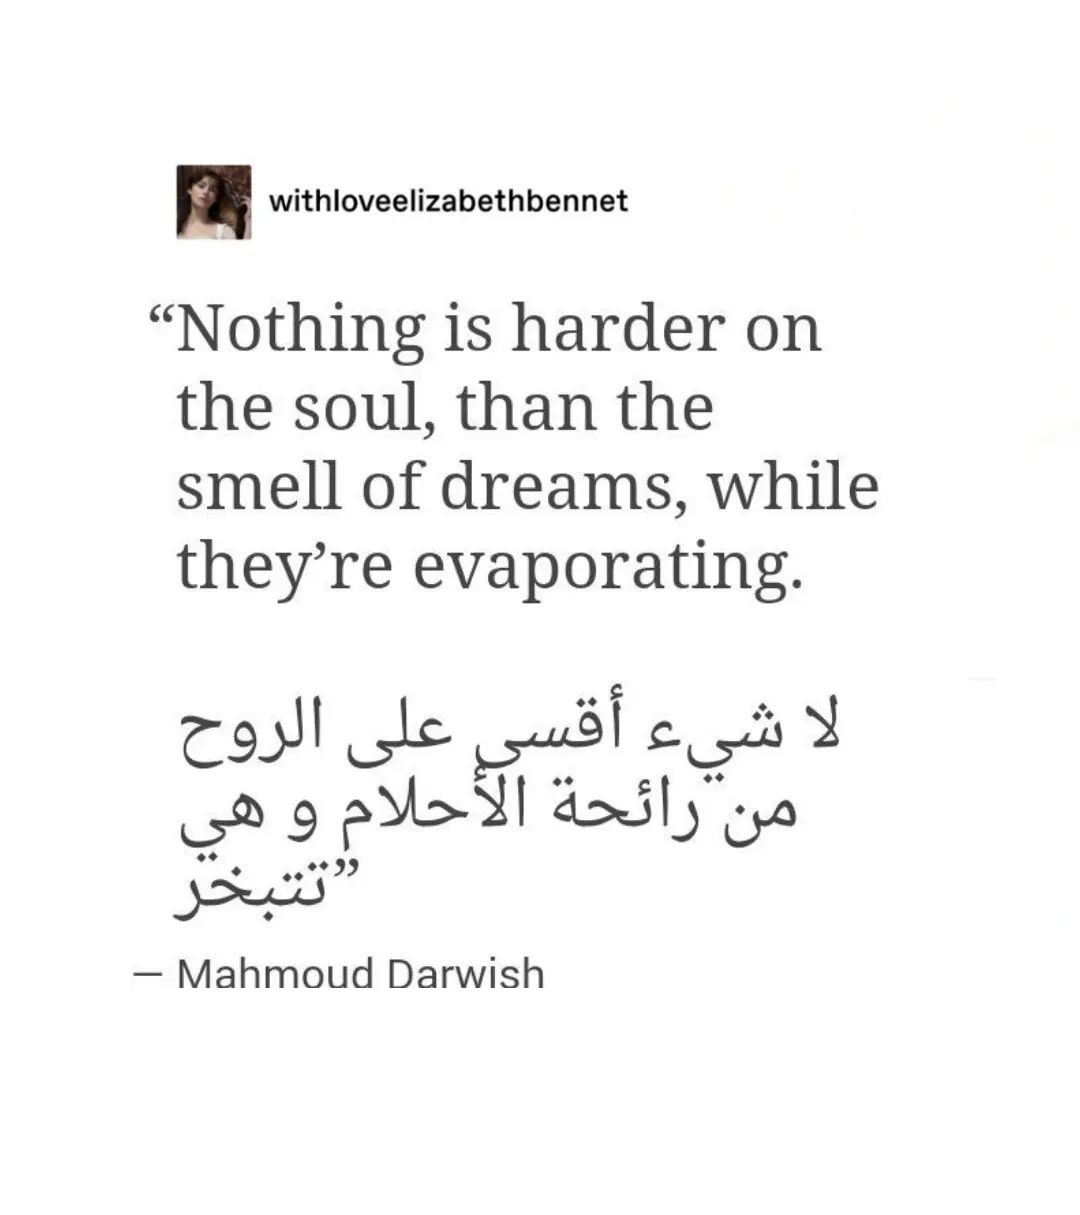 withloveelizabethbennet
“Nothing is harder on
the soul, than the
smell of dreams, while
they’re evaporating.
لا شيء أقسى على الروح
من رائحة الأحلام و هي
تتبخر”
— Mahmoud Darwish